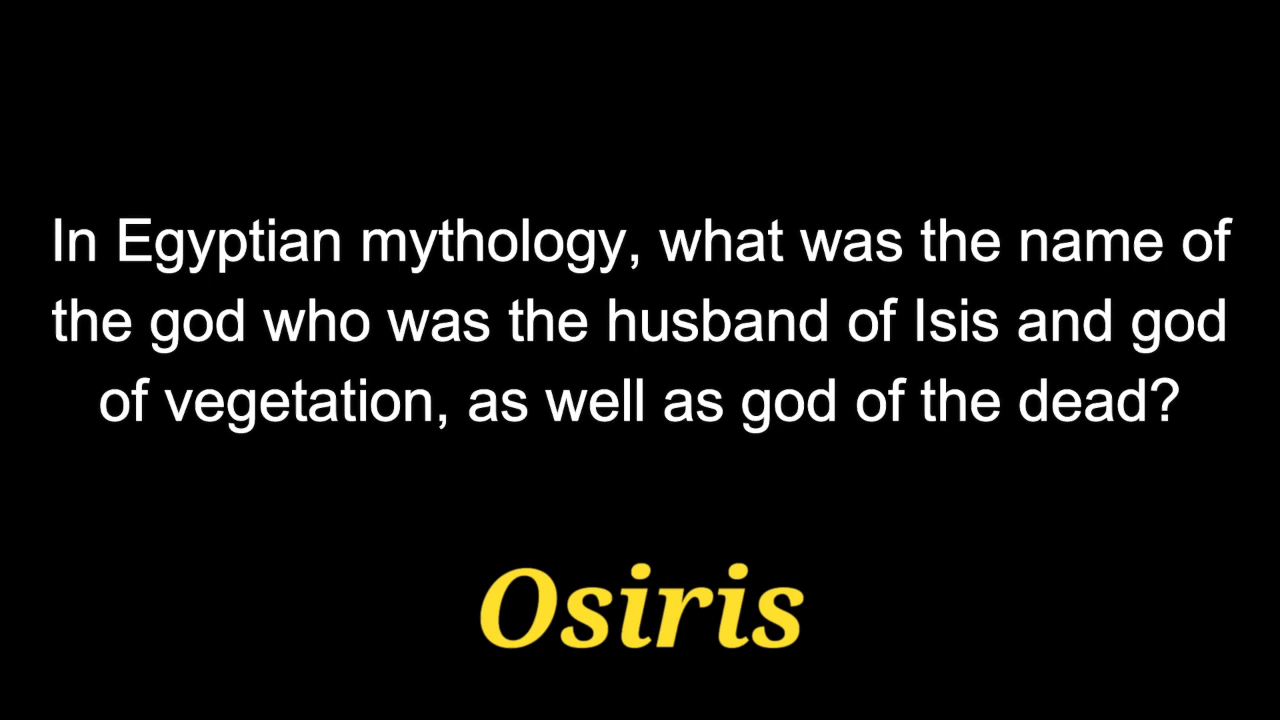 In Egyptian mythology, what was the name of
the god who was the husband of Isis and god
of vegetation, as well as god of the dead?
Osiris